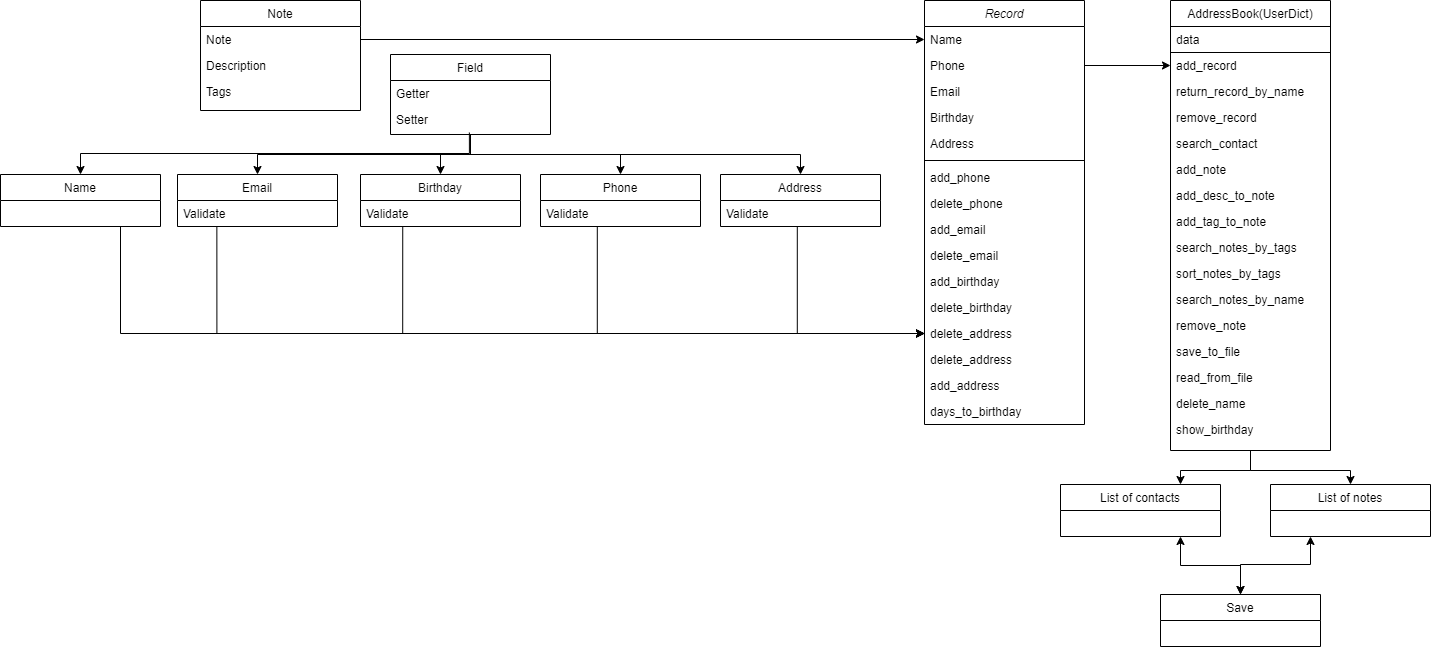 Note
Note
Description
Tags
Field
Getter
Setter
Name
Email
Validate
Birthday
Validate
Phone
Validate
Address
Validate
Record
Name
Phone
Email
Birthday
Address
add_phone
delete_phone
add_email
delete_email
add_birthday
delete_birthday
delete_address
delete_address
add_address
days_to_birthday
AddressBook(UserDict)
data
add_record
return_record_by_name
remove_record
search_contact
add_note
add_desc_to_note
add_tag_to_note
search_notes_by_tags
sort_notes_by_tags
search_notes_by_name
remove_note
save_to_file
read_from_file
delete_name
show_birthday
List of contacts
List of notes
Save